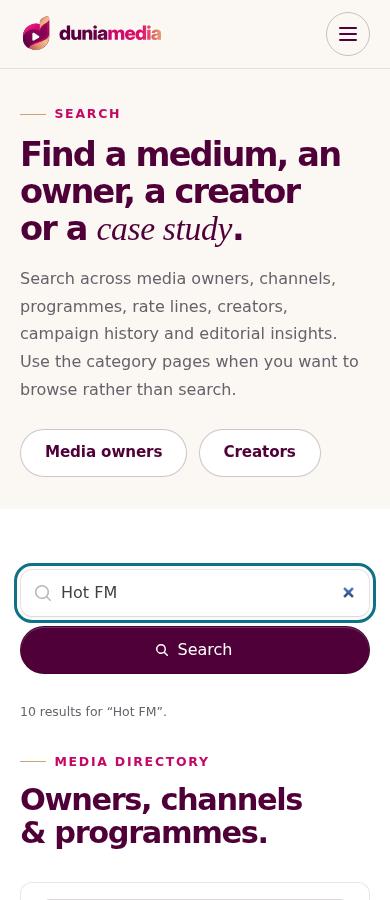 duniamedia
SEARCH
Find a medium, an
owner, a creator
or a case study.
Search across media owners, channels,
programmes, rate lines, creators,
campaign history and editorial insights.
Use the category pages when you want to
browse rather than search.
Media owners
Creators
Hot FM
Search
10 results for “Hot FM”.
MEDIA DIRECTORY
Owners, channels
& programmes.